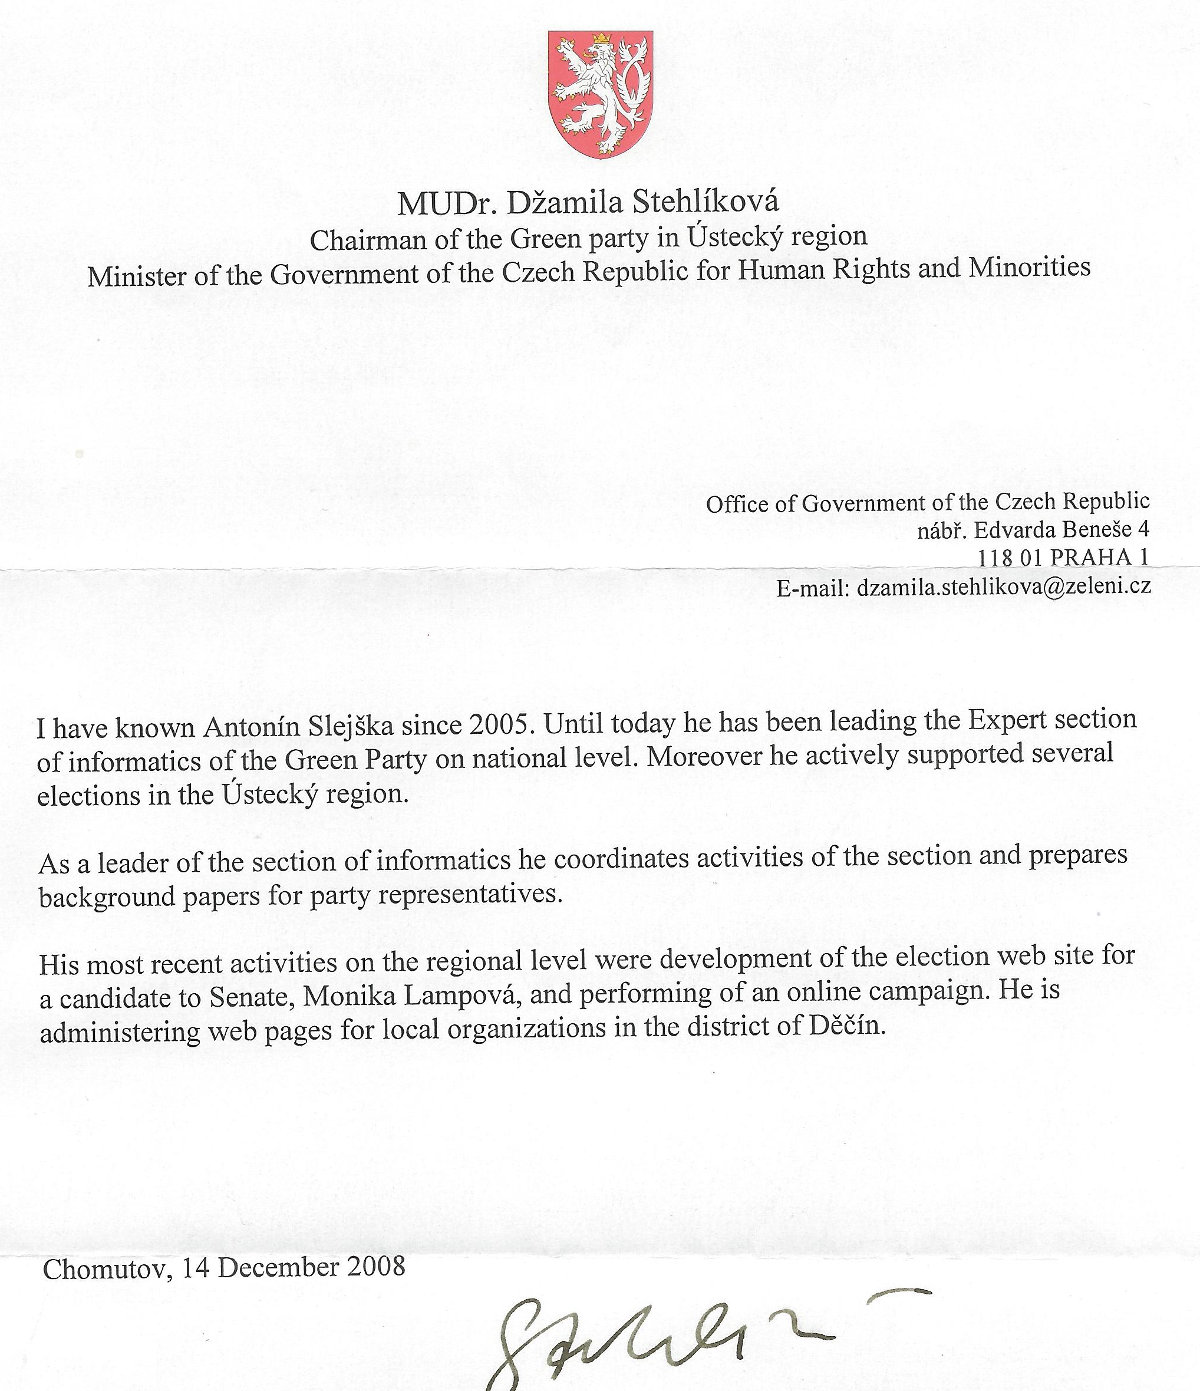 MUDr. Džamila Stehlíková
Chairman of the Green party in Ústecký region
Minister of the Government of the Czech Republic for Human Rights and Minorities
Office of Government of the Czech Republic
nábř. Edvarda Beneše 4
118 01 PRAHA 1
E-mail: dzamila.stehlikova@zeleni.cz
I have known Antonín Slejška since 2005. Until today he has been leading the Expert section
of informatics of the Green Party on national level. Moreover he actively supported several
elections in the Ústecký region.
As a leader of the section of informatics he coordinates activities of the section and prepares
background papers for party representatives.
His most recent activities on the regional level were development of the election web site for
a candidate to Senate, Monika Lampová, and performing of an online campaign. He is
administering web pages for local organizations in the district of Děčín.
Chomutov, 14 December 2008